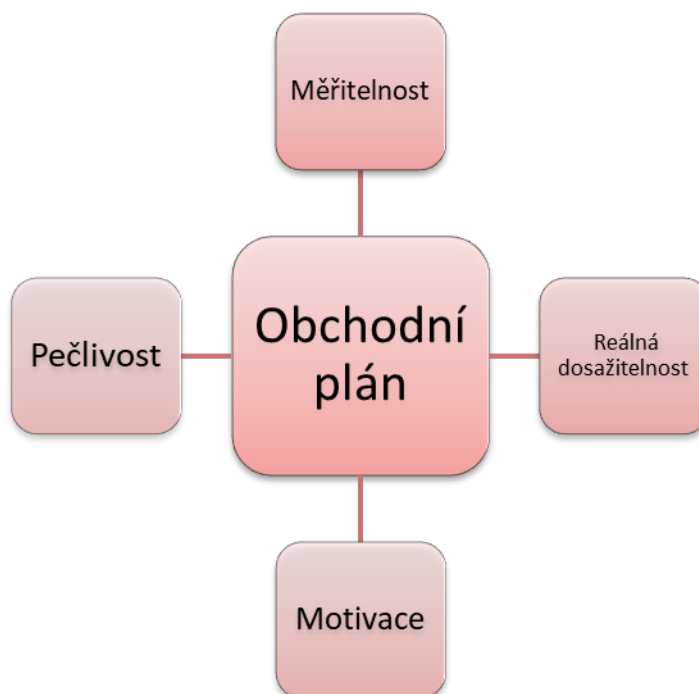 Měřitelnost
Pečlivost
Obchodní
plán
Reálná
dosažitelnost
Motivace